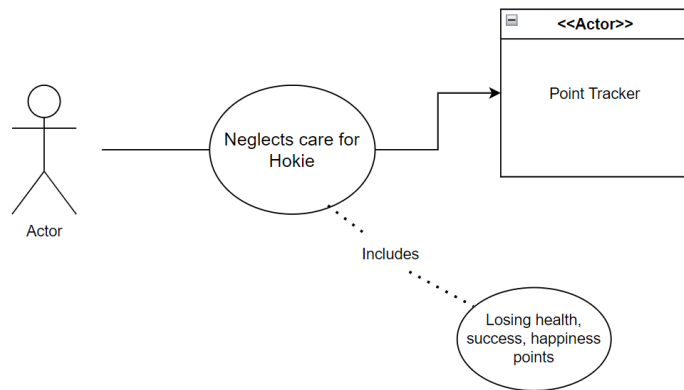 <<Actor>>
Point Tracker
Neglects care for
Hokie
Actor
Includes
Losing health,
success, happiness
points